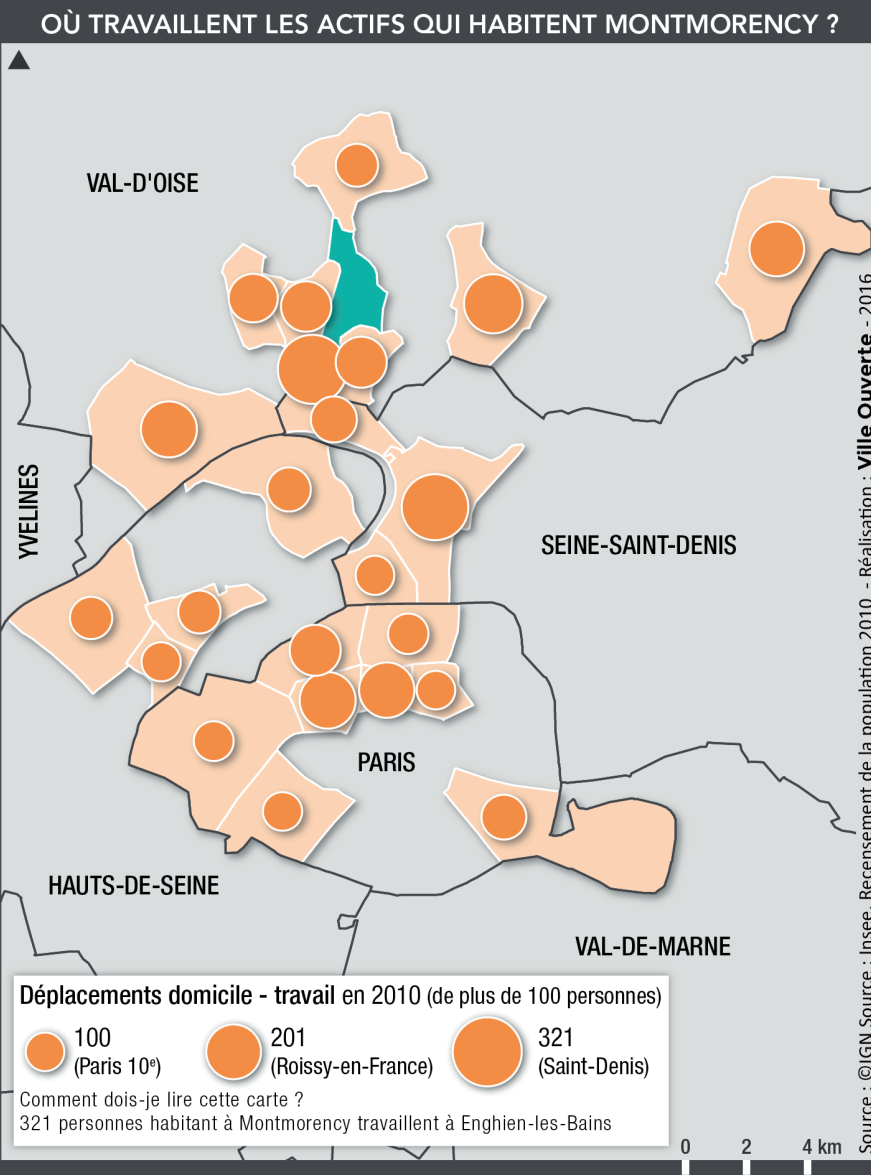 OÙ TRAVAILLENT LES ACTIFS QUI HABITENT MONTMORENCY ?
VAL-D'OISE
YVELINES
SEINE-SAINT-DENIS
PARIS
HAUTS-DE-SEINE
VAL-DE-MARNE
Déplacements domicile - travail en 2010 (de plus de 100 personnes)
100
(Paris 10e)
201
(Roissy-en-France)
321
(Saint-Denis)
Comment dois-je lire cette carte ?
321 personnes habitant à Montmorency travaillent à Enghien-les-Bains
0 2 4 km
Source : ©IGN Source : Insee, Recensement de la population 2010 - Réalisation : Ville Ouverte - 2016